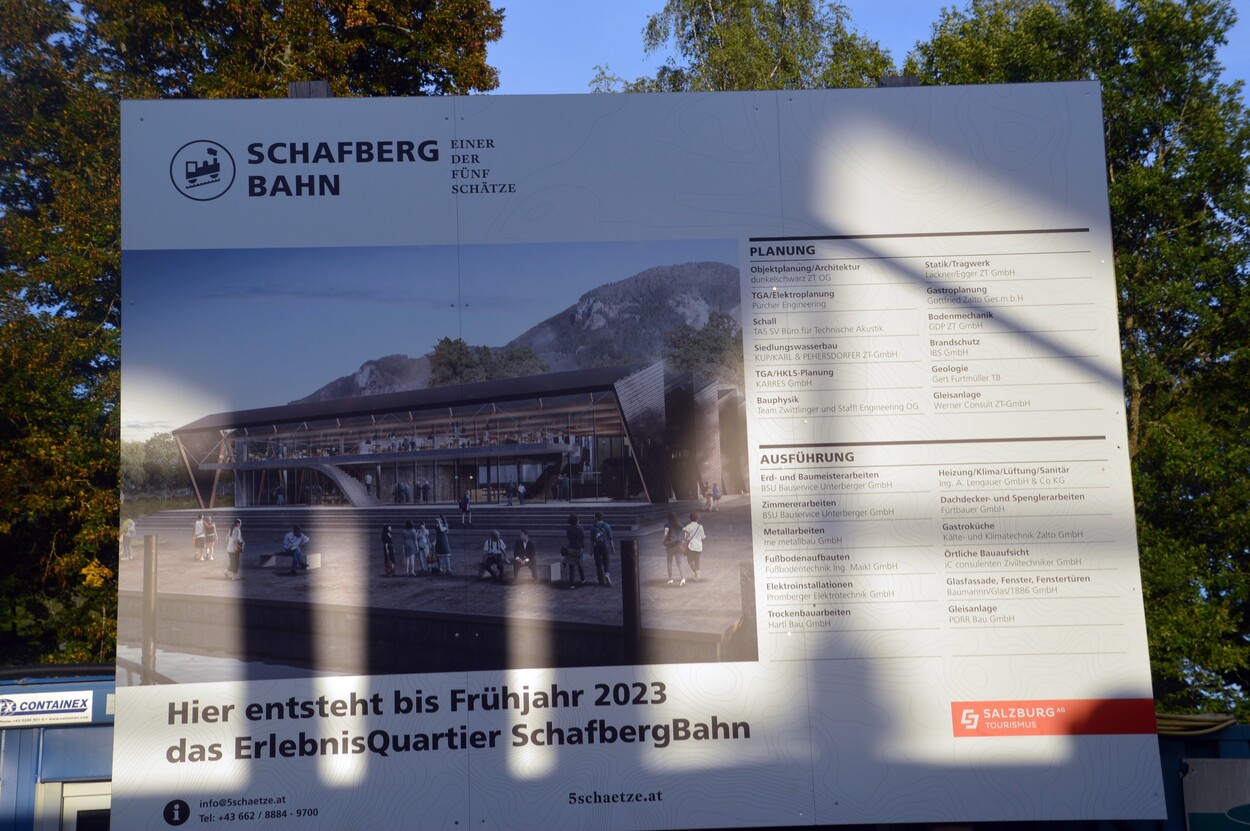 SCHAFBERG
BAHN
EINER
DER
FÜNF
SCHÄTZE
PLANUNG
Objektplanung/Architektur
dunkelschwarz ZT OG
TGA/Elektroplanung
Pürcher Engineering
Schall
TAS SV Büro für Technische Akustik
Siedlungswasserbau
KUP/KARL & PEHERSDORFER ZT-GmbH
TGA/HKLS-Planung
KARRES GmbH
Bauphysik
Team Zwittlinger und Staffl Engineering OG
Statik/Tragwerk
Lackner/Egger ZT GmbH
Gastroplanung
Gottfried Zalto Ges.m.b.H
Bodenmechanik
GDP ZT GmbH
Brandschutz
IBS GmbH
Geologie
Gert Furtmüller TB
Gleisanlage
Werner Consult ZT-GmbH
AUSFÜHRUNG
Erd- und Baumeisterarbeiten
BSU Bauservice Unterberger GmbH
Zimmererarbeiten
BSU Bauservice Unterberger GmbH
Metallarbeiten
me metallbau GmbH
Fußbodenaufbauten
Fußbodentechnik Ing. Maikl GmbH
Elektroinstallationen
Promberger Elektrotechnik GmbH
Trockenbauarbeiten
Hartl Bau GmbH
Heizung/Klima/Lüftung/Sanitär
Ing. A. Lengauer GmbH & Co KG
Dachdecker- und Spenglerarbeiten
Fürtbauer GmbH
Gastroküche
Kälte- und Klimatechnik Zalto GmbH
Örtliche Bauaufsicht
iC consulenten Ziviltechniker GmbH
Glasfassade, Fenster, Fenstertüren
Baumann/Glas/1886 GmbH
Gleisanlage
PORR Bau GmbH
Hier entsteht bis Frühjahr 2023
das ErlebnisQuartier SchafbergBahn
SALZBURG AG
TOURISMUS
CONTAINEX
i
info@5schaetze.at
Tel: +43 662 / 8884 - 9700
5schaetze.at